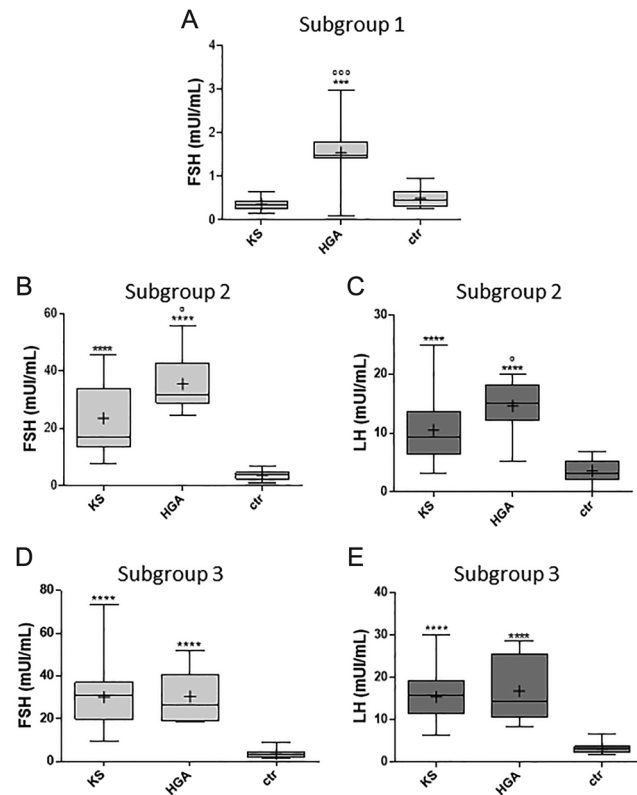 A
Subgroup 1
FSH (mUI/mL)
4
3
2
1
0
°°°
***
KS
HGA
ctr
B
Subgroup 2
FSH (mUI/mL)
60
40
20
0
****
°
****
KS
HGA
ctr
C
Subgroup 2
LH (mUI/mL)
30
20
10
0
****
°
****
KS
HGA
ctr
D
Subgroup 3
FSH (mUI/mL)
80
60
40
20
0
****
****
KS
HGA
ctr
E
Subgroup 3
LH (mUI/mL)
40
30
20
10
0
****
****
KS
HGA
ctr